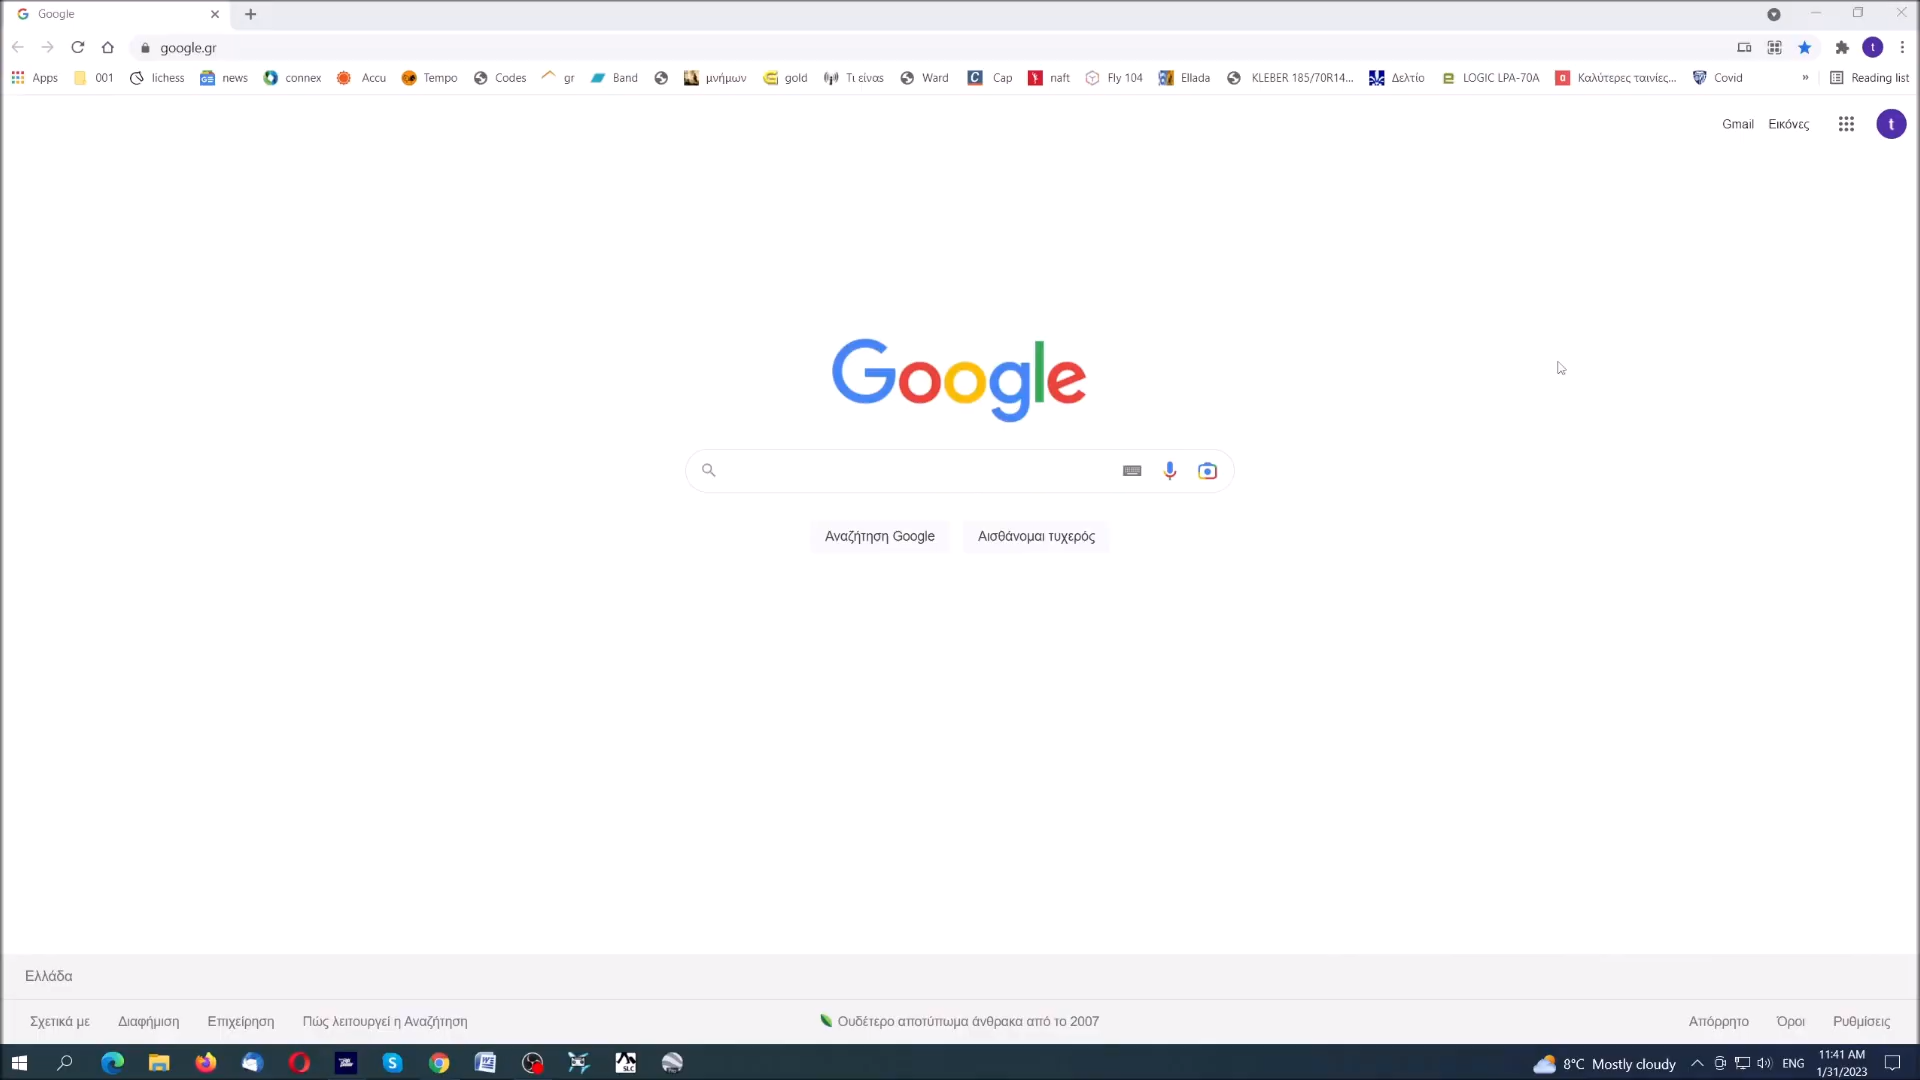 Google
google.gr
Apps 001 lichess news connex Accu Tempo Codes gr Band μνήμων gold Τι είνας Ward Cap naft Fly 104 Ellada KLEBER 185/70R14... Δελτίο LOGIC LPA-70A Καλύτερες ταινίες... Covid » Reading list
Gmail Εικόνες t
Google
Αναζήτηση Google Αισθάνομαι τυχερός
Ελλάδα
Σχετικά με Διαφήμιση Επιχείρηση Πώς λειτουργεί η Αναζήτηση Ουδέτερο αποτύπωμα άνθρακα από το 2007 Απόρρητο Όροι Ρυθμίσεις
8°C Mostly cloudy ENG 11:41 AM
1/31/2023